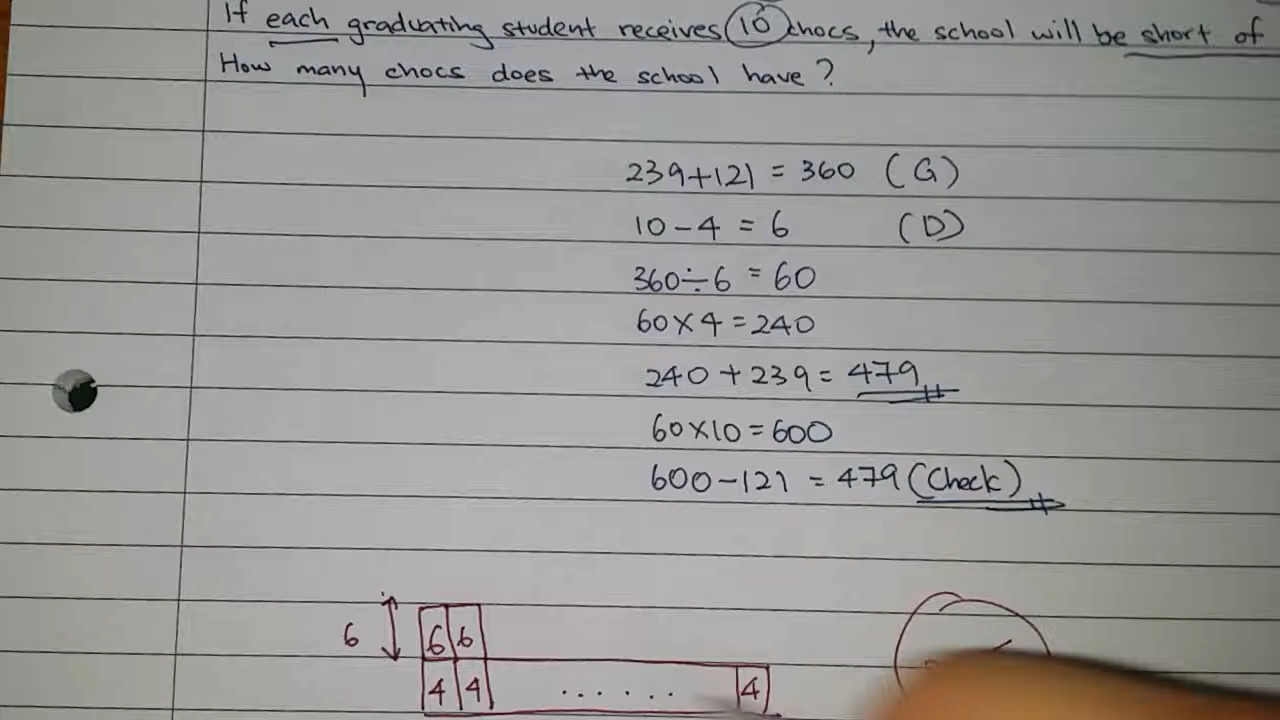 If each graduating student receives 10 chocs, the school will be short of
How many chocs does the school have?
239+121 = 360 (G)
10-4 = 6 (D)
360÷6 = 60
60×4=240
240+239= 479
60×10=600
600-121 = 479 (Check)
6 6 6
4 4 ...... 4